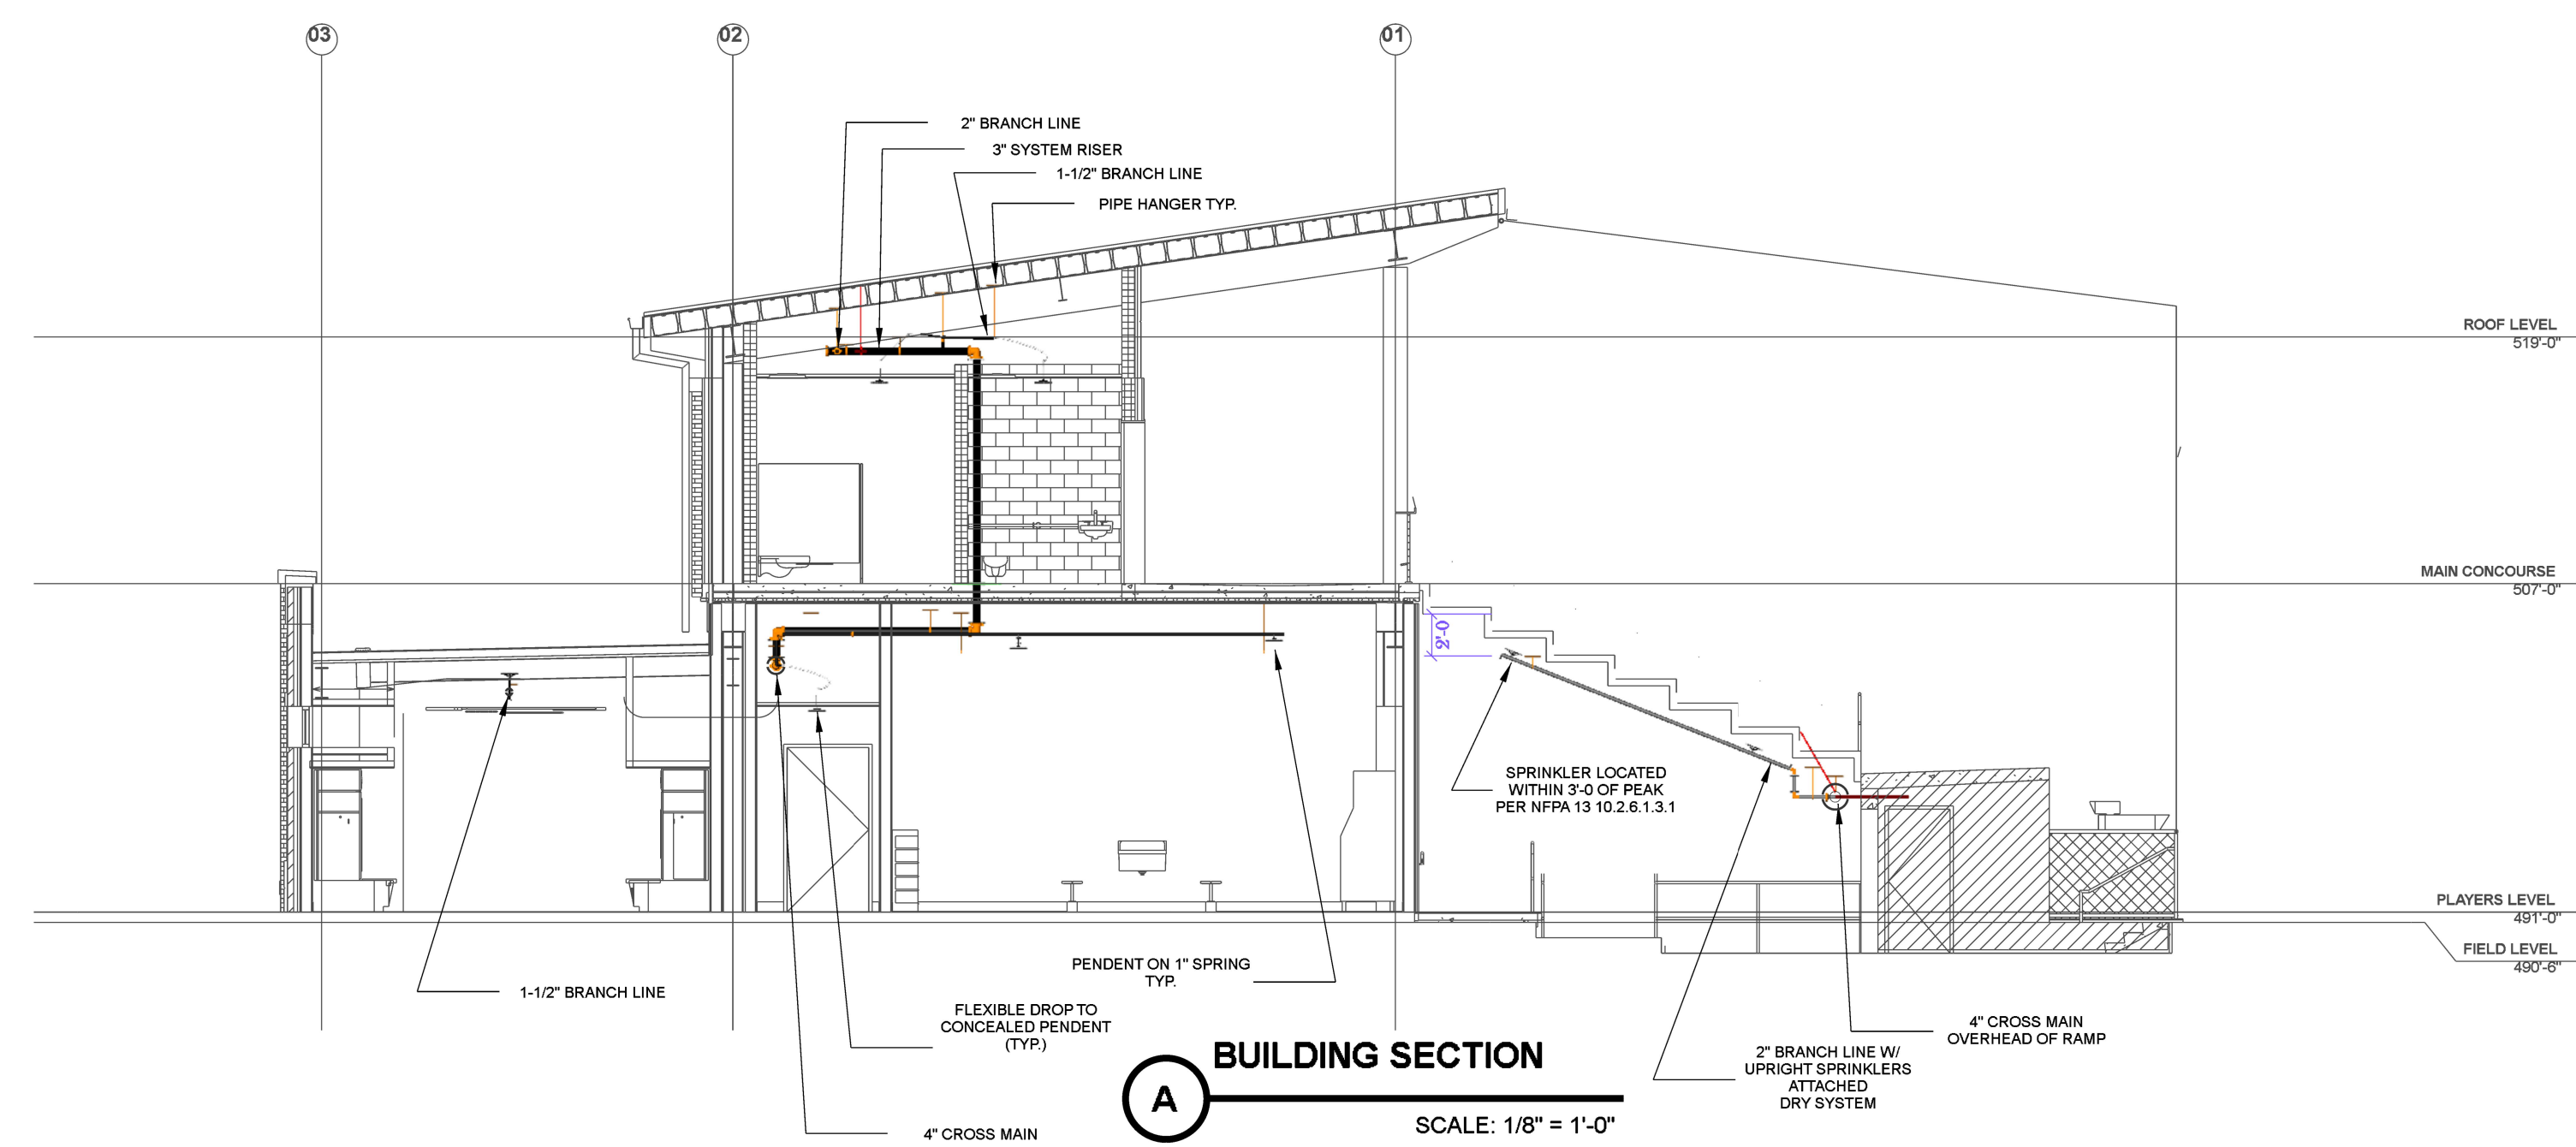 03
02
01
2" BRANCH LINE
3" SYSTEM RISER
1-1/2" BRANCH LINE
PIPE HANGER TYP.
ROOF LEVEL
519'-0"
MAIN CONCOURSE
507'-0"
2'-0
SPRINKLER LOCATED
WITHIN 3'-0 OF PEAK
PER NFPA 13 10.2.6.1.3.1
PLAYERS LEVEL
491'-0"
FIELD LEVEL
490'-6"
1-1/2" BRANCH LINE
PENDENT ON 1" SPRING
TYP.
FLEXIBLE DROP TO
CONCEALED PENDENT
(TYP.)
4" CROSS MAIN
OVERHEAD OF RAMP
2" BRANCH LINE W/
UPRIGHT SPRINKLERS
ATTACHED
DRY SYSTEM
4" CROSS MAIN
A
BUILDING SECTION
SCALE: 1/8" = 1'-0"